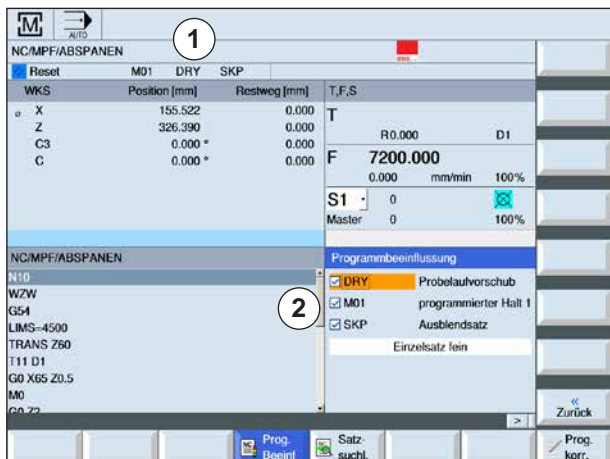 M AUTO
1
NC/MPF/ABSPANEN
Reset M01 DRY SKP
WKS Position [mm] Restweg [mm]
X 155.522 0.000
Z 326.390 0.000
C3 0.000 ° 0.000
C 0.000 ° 0.000
T,F,S
T
R0.000 D1
F 7200.000
0.000 mm/min 100%
S1 0
Master 0 100%
NC/MPF/ABSPANEN
N10
WZW
G54
LIMS=4500
TRANS Z60
T11 D1
G0 X65 Z0.5
M0
G0 Z2
2
Programmbeeinflussung
DRY Probelaufvorschub
M01 programmierter Halt 1
SKP Ausblendsatz
Einzelsatz fein
>
«
Zurück
Prog.
Beeinf
Satz-
suchl.
Prog.
korr.